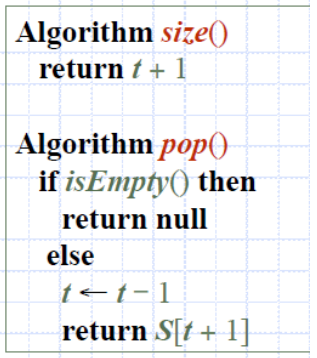 Algorithm size()
return t + 1
Algorithm pop()
if isEmpty() then
return null
else
t ← t − 1
return S[t + 1]